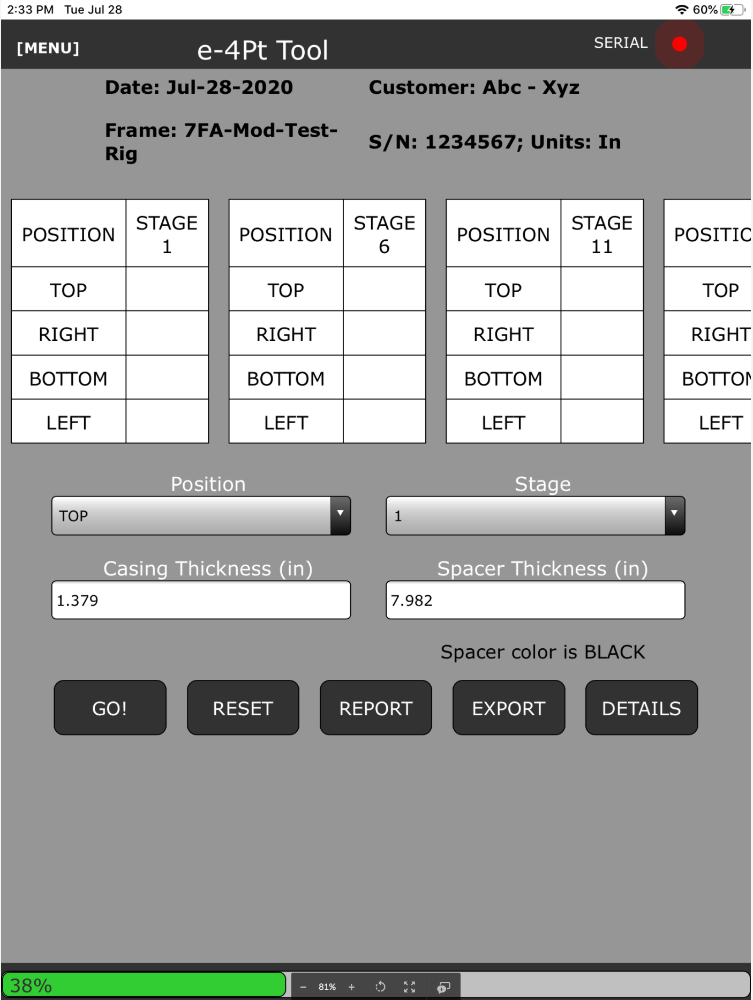 2:33 PM Tue Jul 28
60%
[MENU]
e-4Pt Tool
SERIAL
Date: Jul-28-2020
Customer: Abc - Xyz
Frame: 7FA-Mod-Test-
Rig
S/N: 1234567; Units: In
POSITION STAGE 1
TOP
RIGHT
BOTTOM
LEFT
POSITION STAGE 6
TOP
RIGHT
BOTTOM
LEFT
POSITION STAGE 11
TOP
RIGHT
BOTTOM
LEFT
POSITIO
TOP
RIGHT
BOTTO
LEFT
Position
Stage
TOP
1
Casing Thickness (in)
Spacer Thickness (in)
1.379
7.982
Spacer color is BLACK
GO! RESET REPORT EXPORT DETAILS
38%
− 81% +